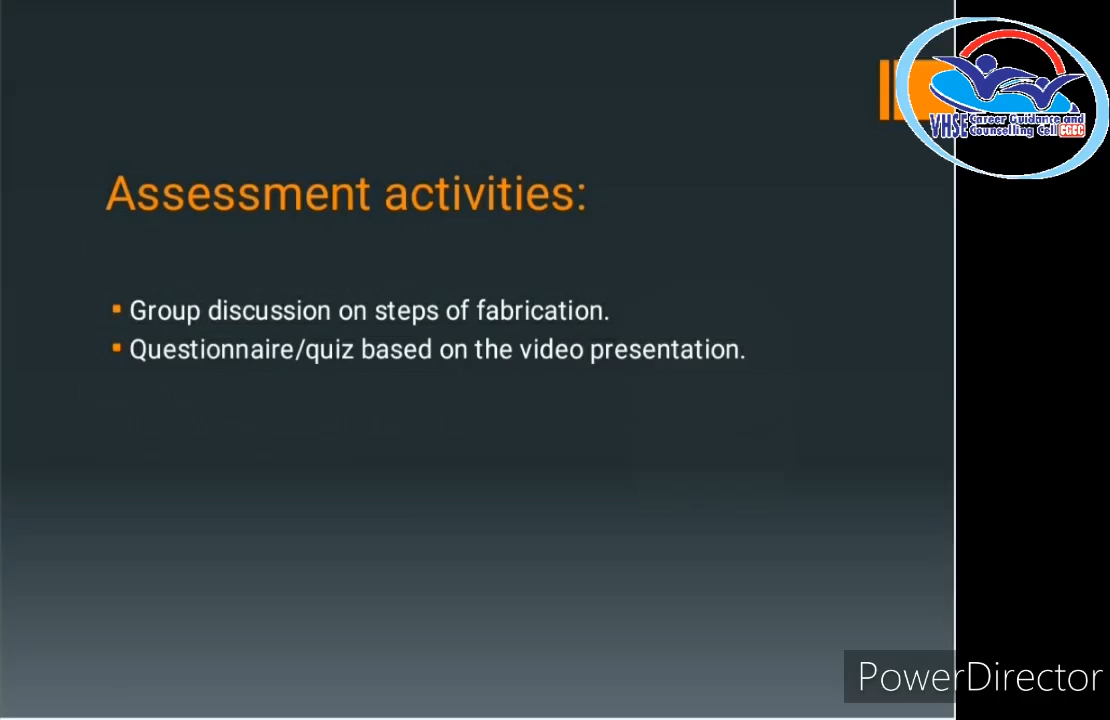 VHSE Career Guidance and
Counselling Cell CGCC
Assessment activities:
Group discussion on steps of fabrication.
Questionnaire/quiz based on the video presentation.
PowerDirector